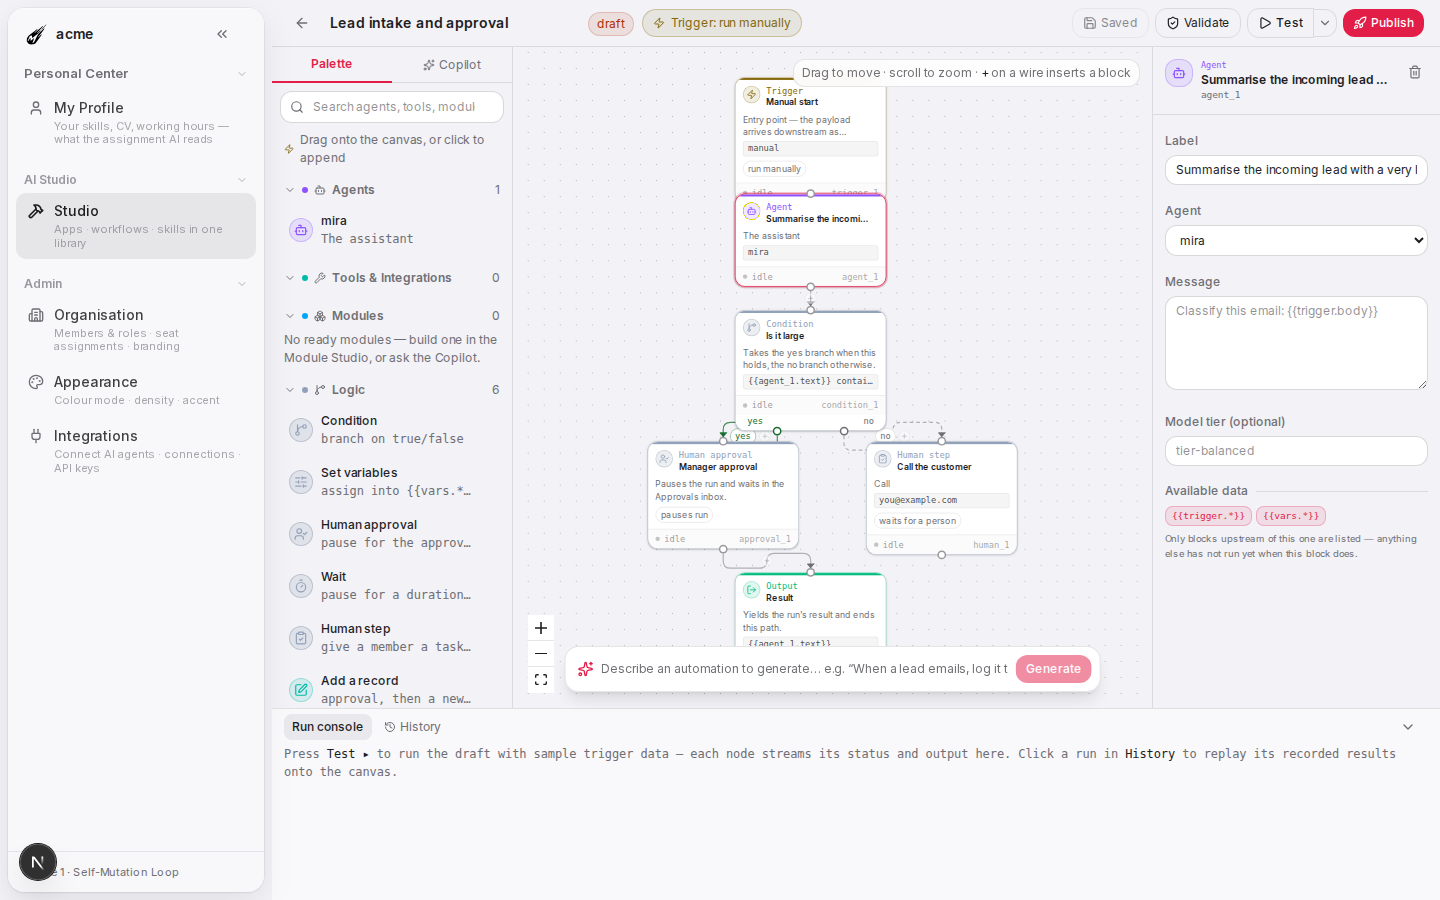 acme
Personal Center
My Profile
Your skills, CV, working hours —
what the assignment AI reads
AI Studio
Studio
Apps · workflows · skills in one
library
Admin
Organisation
Members & roles · seat
assignments · branding
Appearance
Colour mode · density · accent
Integrations
Connect AI agents · connections ·
API keys
N
1 · Self-Mutation Loop
Lead intake and approval
draft
Trigger: run manually
Saved
Validate
Test
Publish
Palette
Copilot
Search agents, tools, modul
Drag onto the canvas, or click to
append
Agents 1
mira
The assistant
Tools & Integrations 0
Modules 0
No ready modules — build one in the
Module Studio, or ask the Copilot.
Logic 6
Condition
branch on true/false
Set variables
assign into {{vars.*…
Human approval
pause for the approv…
Wait
pause for a duration…
Human step
give a member a task…
Add a record
approval, then a new…
Drag to move · scroll to zoom · + on a wire inserts a block
Trigger
Manual start
Entry point — the payload
arrives downstream as…
manual
run manually
idle trigger_1
Agent
Summarise the incomi…
The assistant
mira
idle agent_1
Condition
Is it large
Takes the yes branch when this
holds, the no branch otherwise.
{{agent_1.text}} contai…
idle condition_1
yes no
yes +
no +
Human approval
Manager approval
Pauses the run and waits in the
Approvals inbox.
pauses run
idle approval_1
Human step
Call the customer
Call
you@example.com
waits for a person
idle human_1
Output
Result
Yields the run's result and ends
this path.
{{agent_1.text}}
Describe an automation to generate… e.g. “When a lead emails, log it t
Generate
Agent
Summarise the incoming lead …
agent_1
Label
Summarise the incoming lead with a very l
Agent
mira
Message
Classify this email: {{trigger.body}}
Model tier (optional)
tier-balanced
Available data
{{trigger.*}} {{vars.*}}
Only blocks upstream of this one are listed — anything
else has not run yet when this block does.
Run console
History
Press Test ▸ to run the draft with sample trigger data — each node streams its status and output here. Click a run in History to replay its recorded results
onto the canvas.